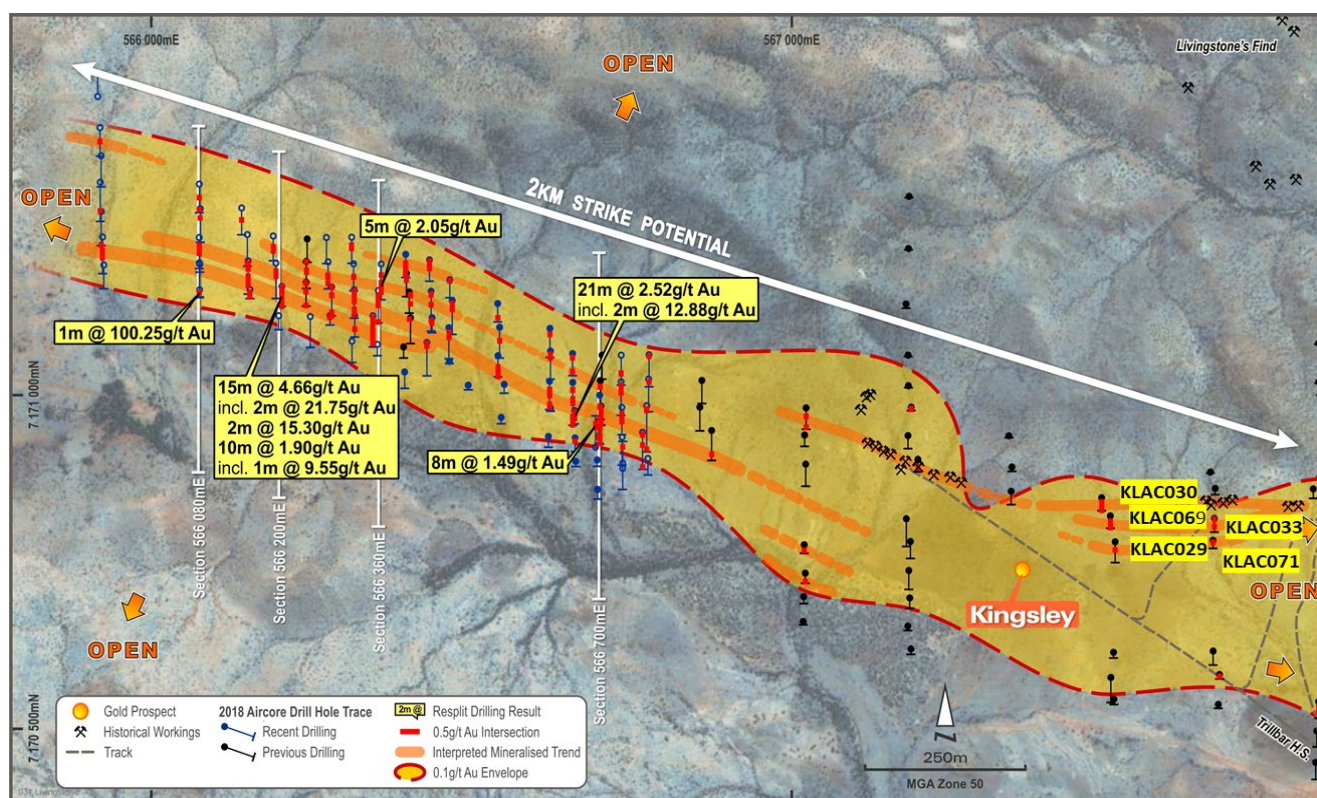 566 000mE
567 000mE
Livingstone's Find
OPEN
OPEN
2KM STRIKE POTENTIAL
5m @ 2.05g/t Au
21m @ 2.52g/t Au
incl. 2m @ 12.88g/t Au
1m @ 100.25g/t Au
15m @ 4.66g/t Au
incl. 2m @ 21.75g/t Au
2m @ 15.30g/t Au
10m @ 1.90g/t Au
incl. 1m @ 9.55g/t Au
8m @ 1.49g/t Au
7 171 000mN
Section 566 080mE
Section 566 200mE
Section 566 360mE
Section 566 700mE
KLAC030
KLAC069
KLAC033
KLAC029
KLAC071
OPEN
Kingsley
OPEN
7 170 500mN
Trillbar H.S.
Gold Prospect
Historical Workings
Track
2018 Aircore Drill Hole Trace
Recent Drilling
Previous Drilling
2m @
Resplit Drilling Result
0.5g/t Au Intersection
Interpreted Mineralised Trend
0.1g/t Au Envelope
N
250m
MGA Zone 50